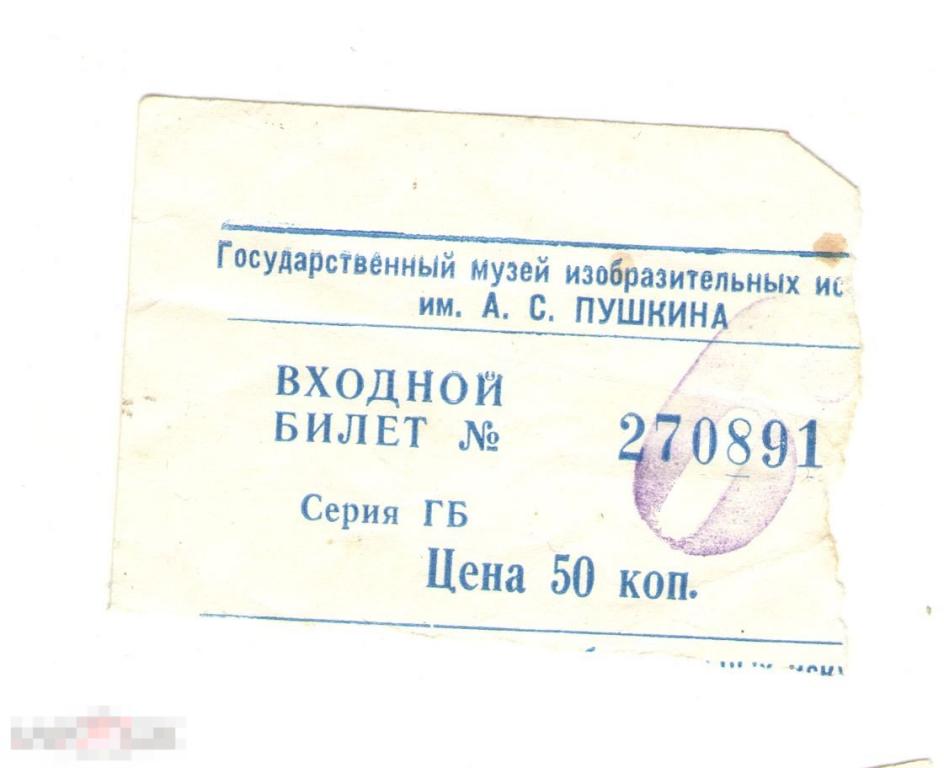 Государственный музей изобразительных ис
им. А. С. ПУШКИНА
ВХОДНОЙ
БИЛЕТ № 270891
Серия ГБ
Цена 50 коп.